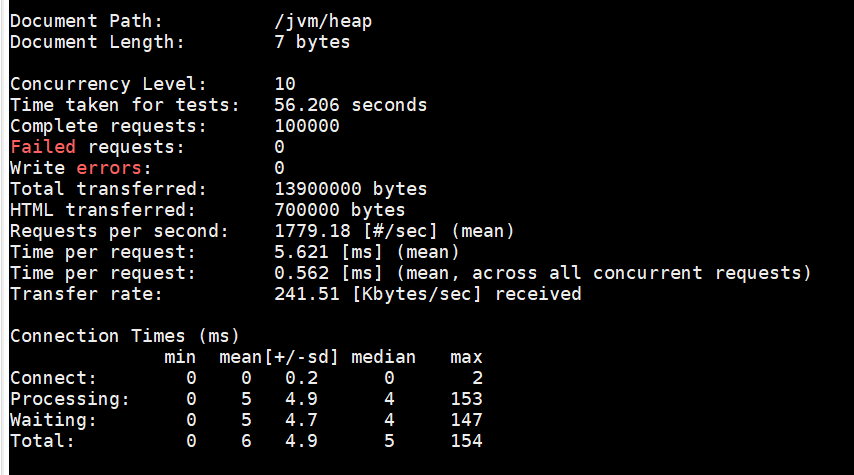 Document Path:          /jvm/heap
Document Length:        7 bytes
Concurrency Level:      10
Time taken for tests:   56.206 seconds
Complete requests:      100000
Failed requests:        0
Write errors:           0
Total transferred:      13900000 bytes
HTML transferred:       700000 bytes
Requests per second:    1779.18 [#/sec] (mean)
Time per request:       5.621 [ms] (mean)
Time per request:       0.562 [ms] (mean, across all concurrent requests)
Transfer rate:          241.51 [Kbytes/sec] received
Connection Times (ms)
              min  mean[+/-sd] median   max
Connect:        0    0   0.2      0       2
Processing:     0    5   4.9      4     153
Waiting:        0    5   4.7      4     147
Total:          0    6   4.9      5     154